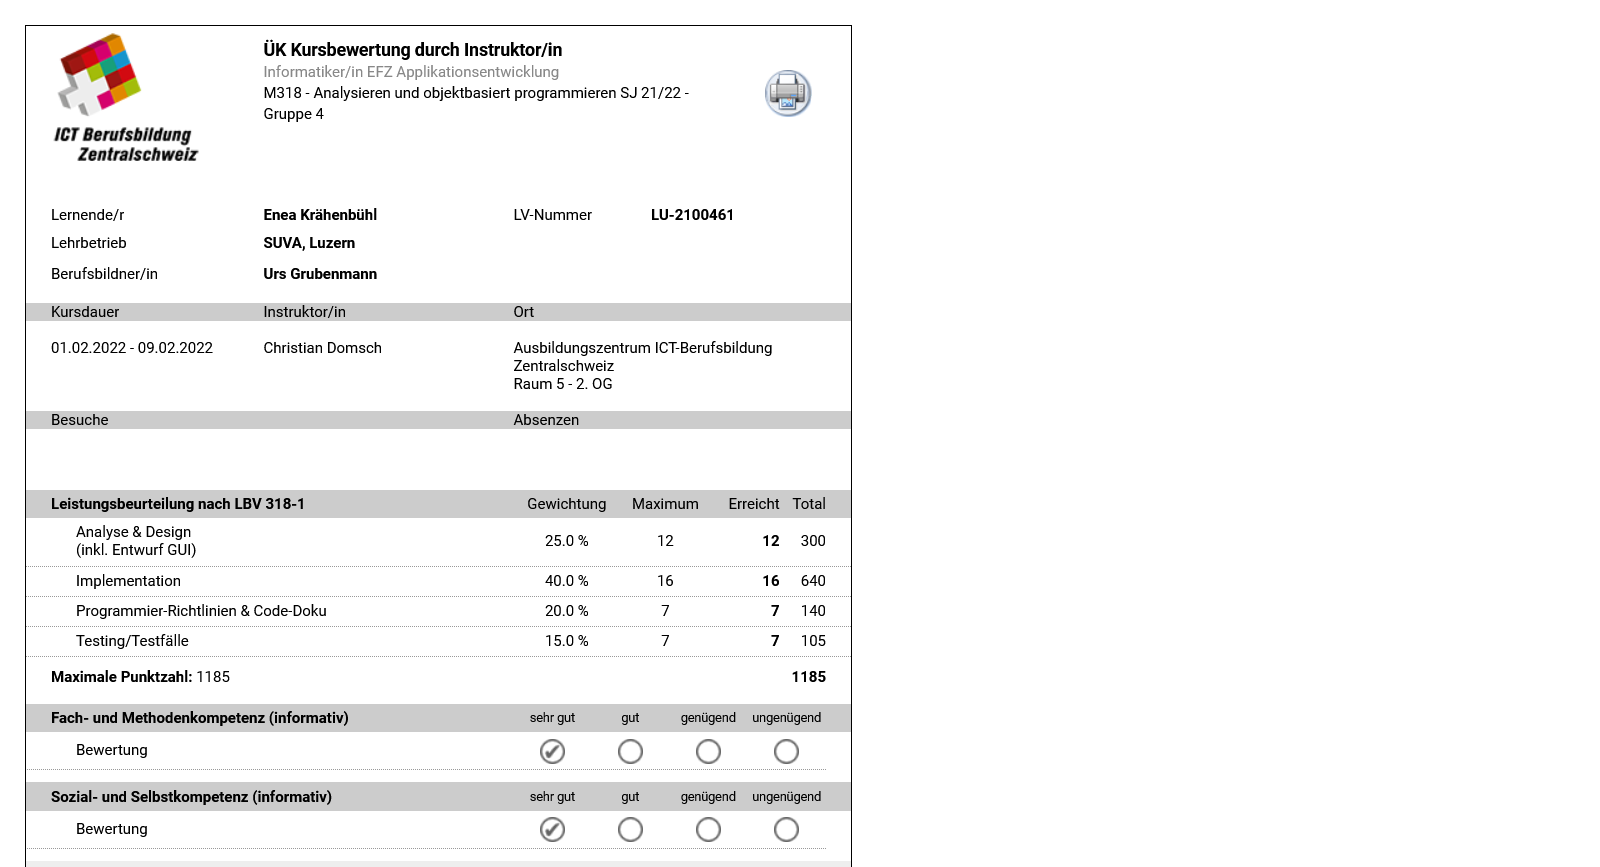 ICT Berufsbildung
Zentralschweiz
ÜK Kursbewertung durch Instruktor/in
Informatiker/in EFZ Applikationsentwicklung
M318 - Analysieren und objektbasiert programmieren SJ 21/22 -
Gruppe 4
Lernende/r Enea Krähenbühl LV-Nummer LU-2100461
Lehrbetrieb SUVA, Luzern
Berufsbildner/in Urs Grubenmann
Kursdauer Instruktor/in Ort
01.02.2022 - 09.02.2022 Christian Domsch Ausbildungszentrum ICT-Berufsbildung
Zentralschweiz
Raum 5 - 2. OG
Besuche Absenzen
Leistungsbeurteilung nach LBV 318-1 Gewichtung Maximum Erreicht Total
Analyse & Design
(inkl. Entwurf GUI) 25.0 % 12 12 300
Implementation 40.0 % 16 16 640
Programmier-Richtlinien & Code-Doku 20.0 % 7 7 140
Testing/Testfälle 15.0 % 7 7 105
Maximale Punktzahl: 1185 1185
Fach- und Methodenkompetenz (informativ) sehr gut gut genügend ungenügend
Bewertung
Sozial- und Selbstkompetenz (informativ) sehr gut gut genügend ungenügend
Bewertung